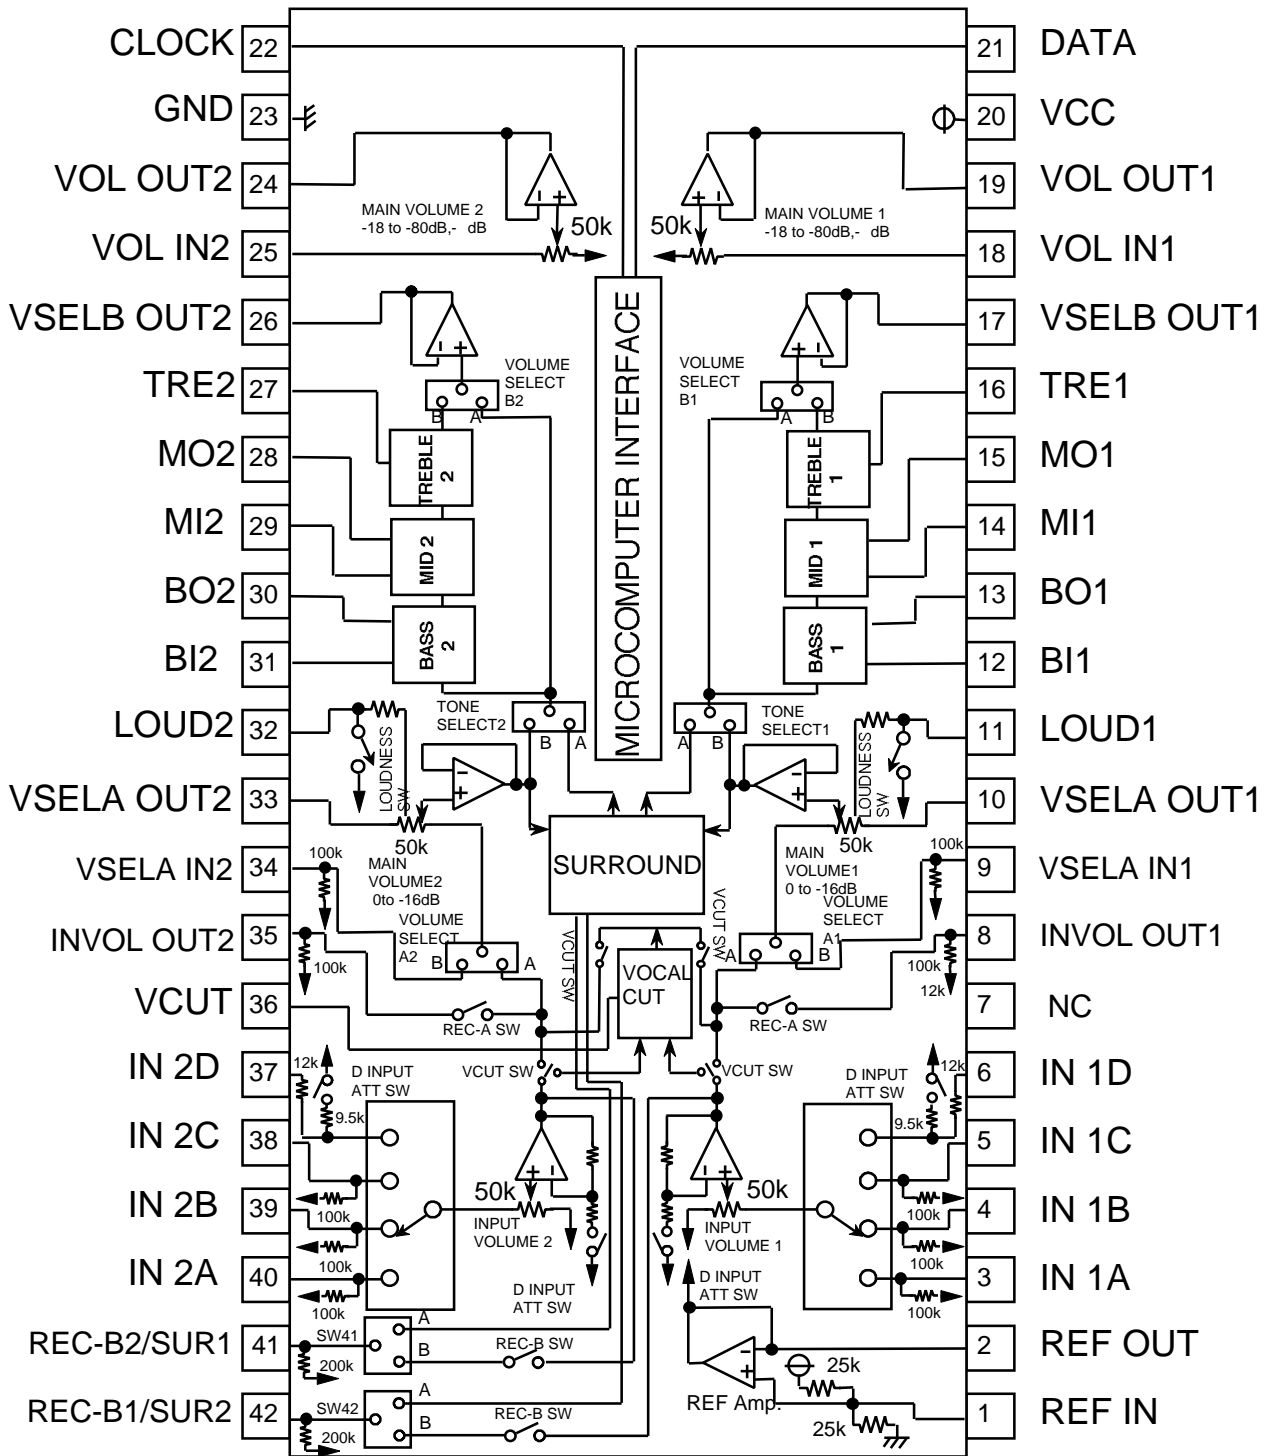 CLOCK 22
21 DATA
GND 23
20 VCC
VOL OUT2 24
19 VOL OUT1
MAIN VOLUME 2
-18 to -80dB,- dB
50k
50k
MAIN VOLUME 1
-18 to -80dB,- dB
VOL IN2 25
18 VOL IN1
MICROCOMPUTER INTERFACE
VSELB OUT2 26
17 VSELB OUT1
VOLUME
SELECT
B2
VOLUME
SELECT
B1
B A
A B
TRE2 27
16 TRE1
TREBLE
2
TREBLE
1
MO2 28
15 MO1
MI2 29
14 MI1
MID 2
MID 1
BO2 30
13 BO1
BASS
2
BASS
1
BI2 31
12 BI1
TONE
SELECT2
B A
A B
TONE
SELECT1
LOUD2 32
11 LOUD1
LOUDNESS
SW
LOUDNESS
SW
- +
- +
VSELA OUT2 33
10 VSELA OUT1
50k
50k
SURROUND
VSELA IN2 34
9 VSELA IN1
100k
100k
MAIN
VOLUME2
0to -16dB
MAIN
VOLUME1
0 to -16dB
VOLUME
SELECT
A2
VOLUME
SELECT
A1
B A
A B
INVOL OUT2 35
8 INVOL OUT1
100k
100k
12k
VCUT SW
VCUT SW
VOCAL
CUT
VCUT 36
7 NC
REC-A SW
REC-A SW
IN 2D 37
6 IN 1D
12k
12k
D INPUT
ATT SW
VCUT SW
VCUT SW
D INPUT
ATT SW
9.5k
9.5k
IN 2C 38
5 IN 1C
100k
100k
50k
50k
IN 2B 39
4 IN 1B
INPUT
VOLUME 2
INPUT
VOLUME 1
100k
100k
IN 2A 40
3 IN 1A
D INPUT
ATT SW
D INPUT
ATT SW
100k
100k
REC-B2/SUR1 41
2 REF OUT
SW41
A
B
REC-B SW
200k
25k
REF Amp.
REC-B1/SUR2 42
1 REF IN
SW42
A
B
REC-B SW
200k
25k